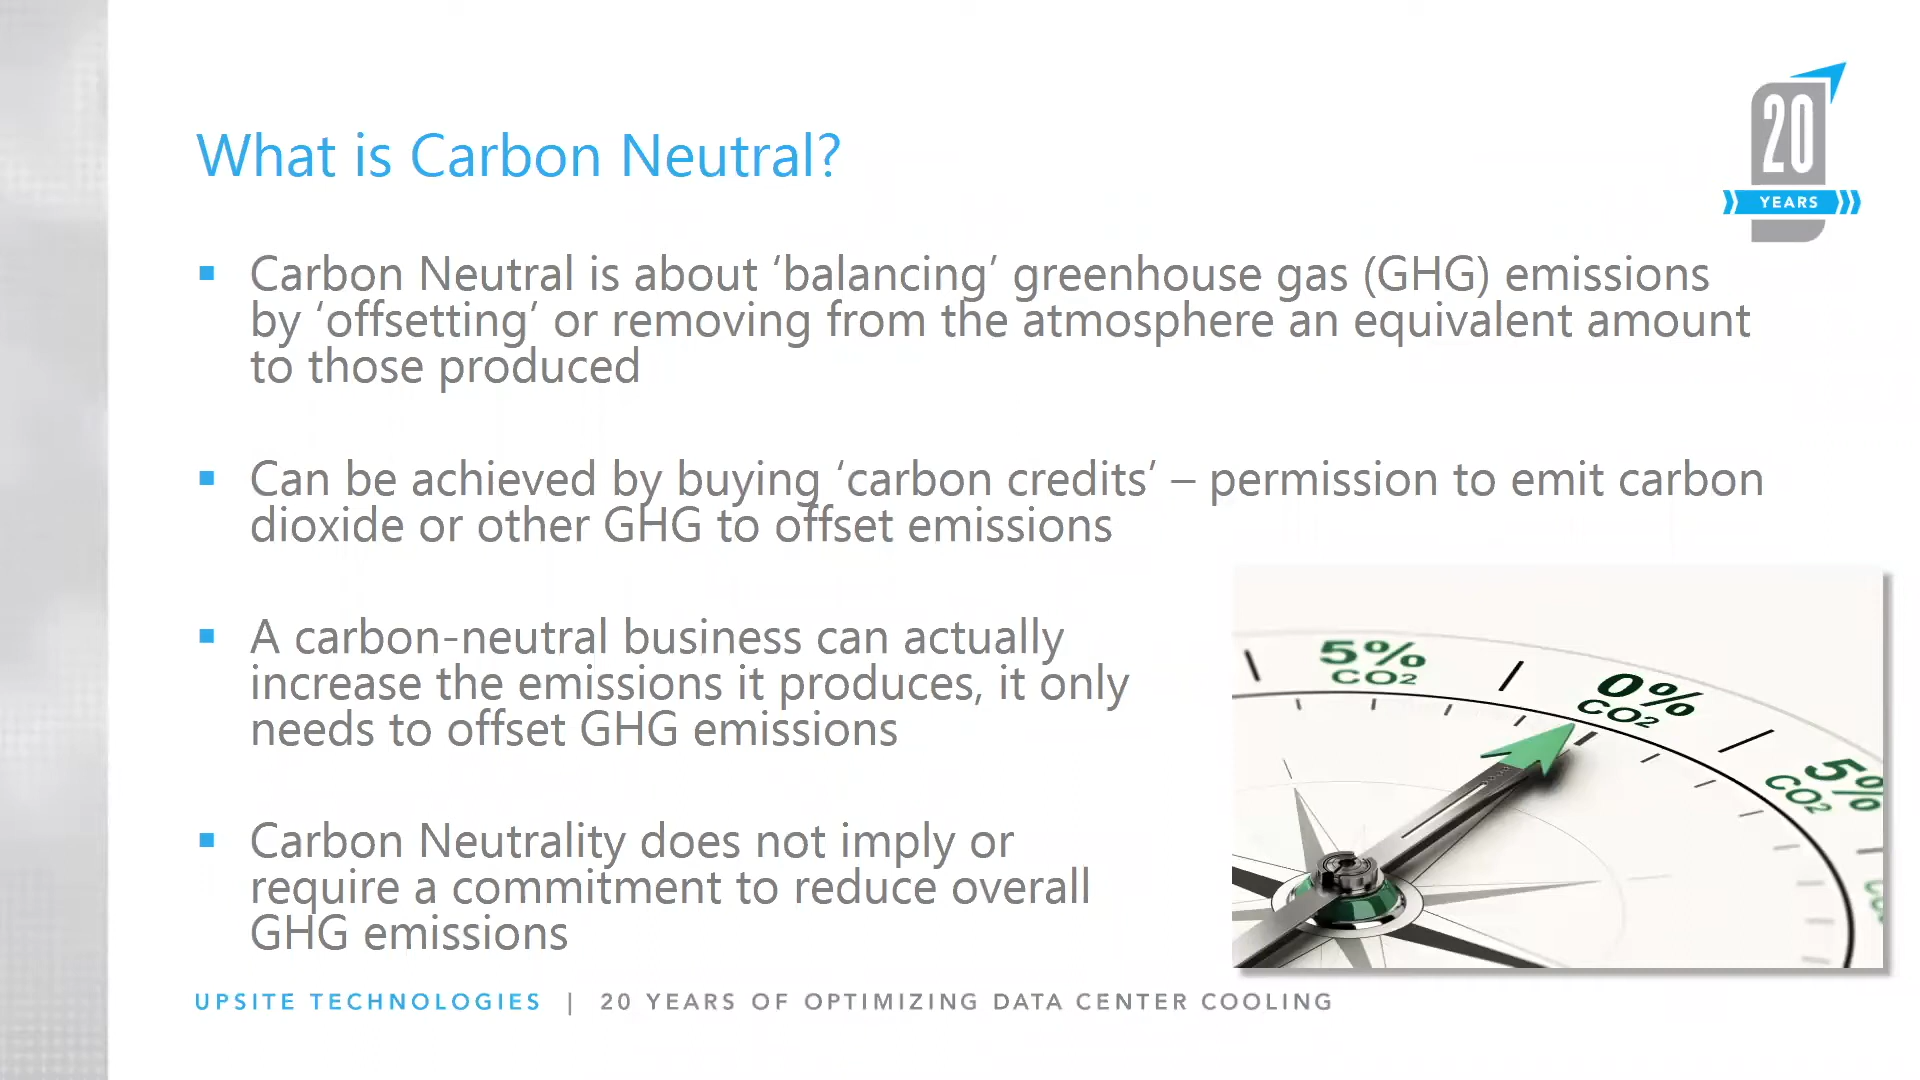 20
YEARS
What is Carbon Neutral?
Carbon Neutral is about ‘balancing’ greenhouse gas (GHG) emissions
by ‘offsetting’ or removing from the atmosphere an equivalent amount
to those produced
Can be achieved by buying ‘carbon credits’ – permission to emit carbon
dioxide or other GHG to offset emissions
A carbon-neutral business can actually
increase the emissions it produces, it only
needs to offset GHG emissions
Carbon Neutrality does not imply or
require a commitment to reduce overall
GHG emissions
5%
CO2
0%
CO2
5%
CO2
UPSITE TECHNOLOGIES | 20 YEARS OF OPTIMIZING DATA CENTER COOLING